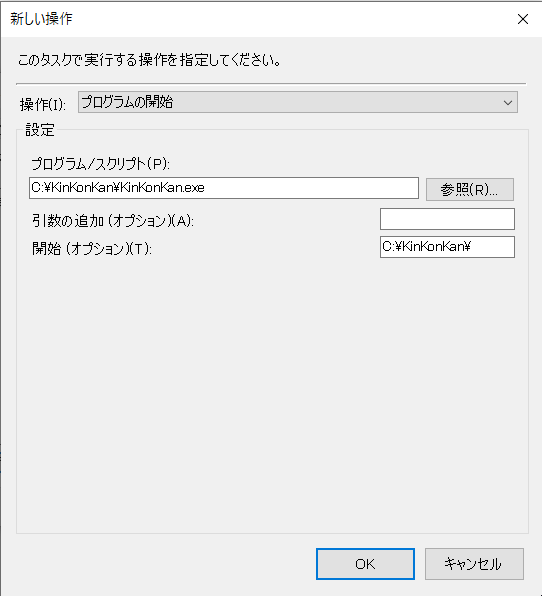 新しい操作
このタスクで実行する操作を指定してください。
操作(I): プログラムの開始
設定
プログラム/スクリプト(P):
C:¥KinKonKan¥KinKonKan.exe 参照(R)...
引数の追加 (オプション)(A):
開始 (オプション)(T): C:¥KinKonKan¥
OK キャンセル